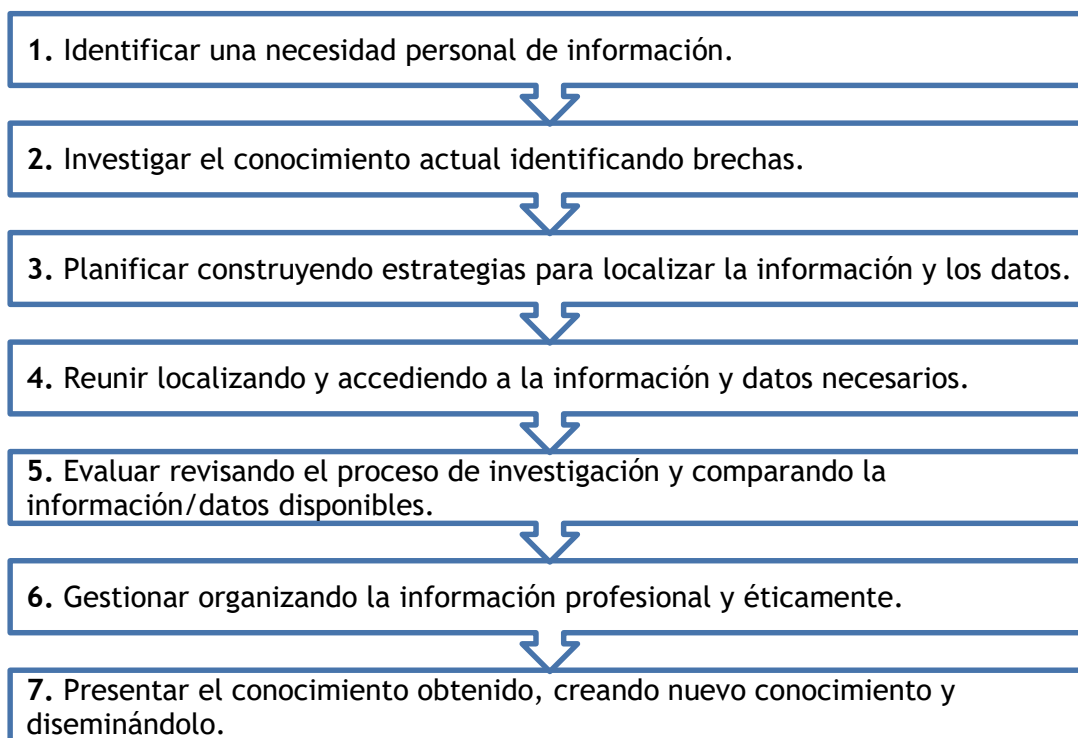 1. Identificar una necesidad personal de información.
2. Investigar el conocimiento actual identificando brechas.
3. Planificar construyendo estrategias para localizar la información y los datos.
4. Reunir localizando y accediendo a la información y datos necesarios.
5. Evaluar revisando el proceso de investigación y comparando la
información/datos disponibles.
6. Gestionar organizando la información profesional y éticamente.
7. Presentar el conocimiento obtenido, creando nuevo conocimiento y
diseminándolo.